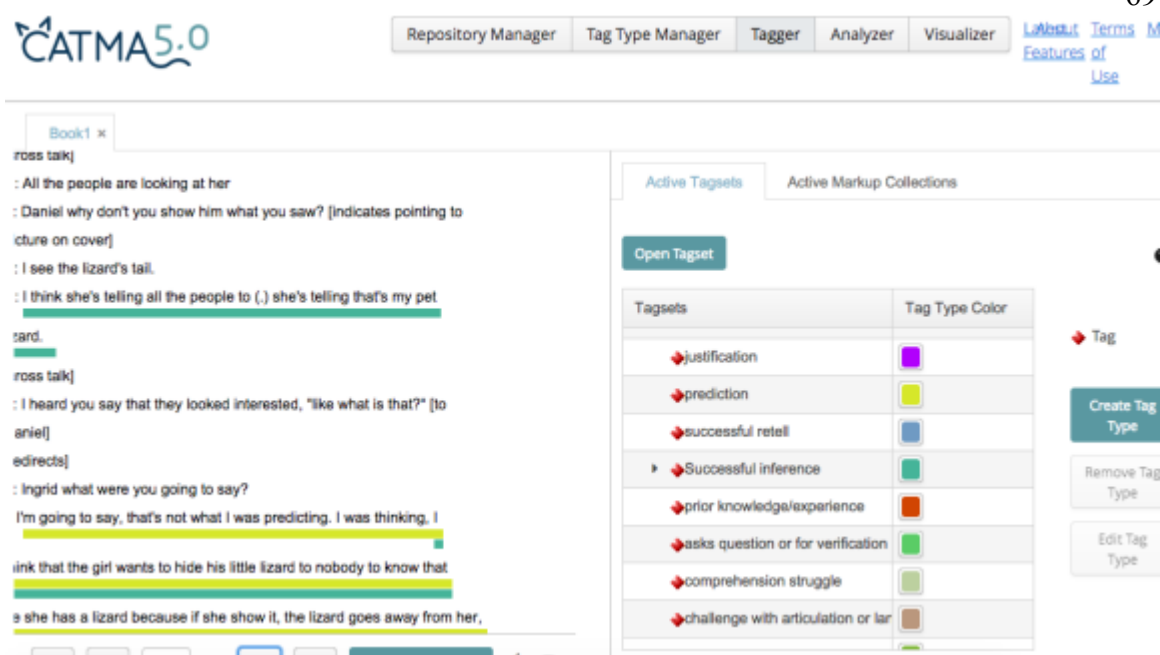 69
CATMA 5.0
Repository Manager Tag Type Manager Tagger Analyzer Visualizer
About Terms M
Features of
Use
Book1 ×
ross talk]
: All the people are looking at her
: Daniel why don't you show him what you saw? [indicates pointing to
icture on cover]
: I see the lizard's tail.
: I think she's telling all the people to (.) she's telling that's my pet
zard.
ross talk]
: I heard you say that they looked interested, "like what is that?" [to
aniel]
edirects]
: Ingrid what were you going to say?
I'm going to say, that's not what I was predicting. I was thinking, I
ink that the girl wants to hide his little lizard to nobody to know that
e she has a lizard because if she show it, the lizard goes away from her,
Active Tagsets Active Markup Collections
Open Tagset
Tagsets Tag Type Color
justification
prediction
successful retell
Successful inference
prior knowledge/experience
asks question or for verification
comprehension struggle
challenge with articulation or lar
Tag
Create Tag
Type
Remove Tag
Type
Edit Tag
Type